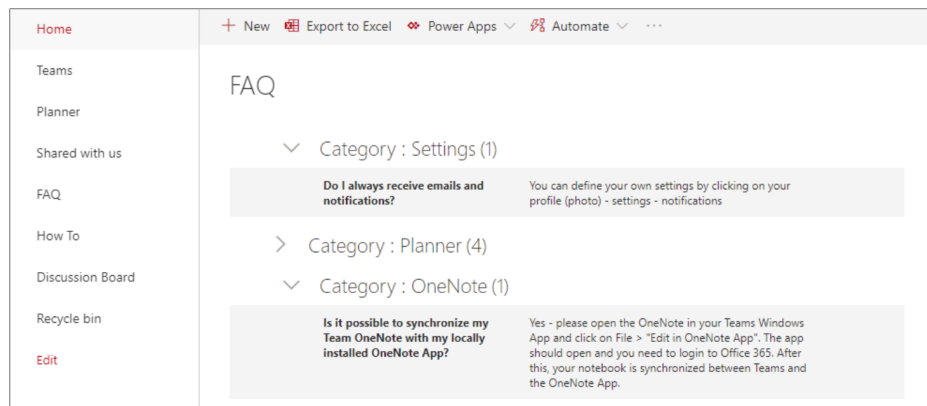 Home
Teams
Planner
Shared with us
FAQ
How To
Discussion Board
Recycle bin
Edit
New Export to Excel Power Apps Automate ...
FAQ
Category : Settings (1)
Do I always receive emails and
notifications?
You can define your own settings by clicking on your
profile (photo) - settings - notifications
Category : Planner (4)
Category : OneNote (1)
Is it possible to synchronize my
Team OneNote with my locally
installed OneNote App?
Yes - please open the OneNote in your Teams Windows
App and click on File > "Edit in OneNote App". The app
should open and you need to login to Office 365. After
this, your notebook is synchronized between Teams and
the OneNote App.